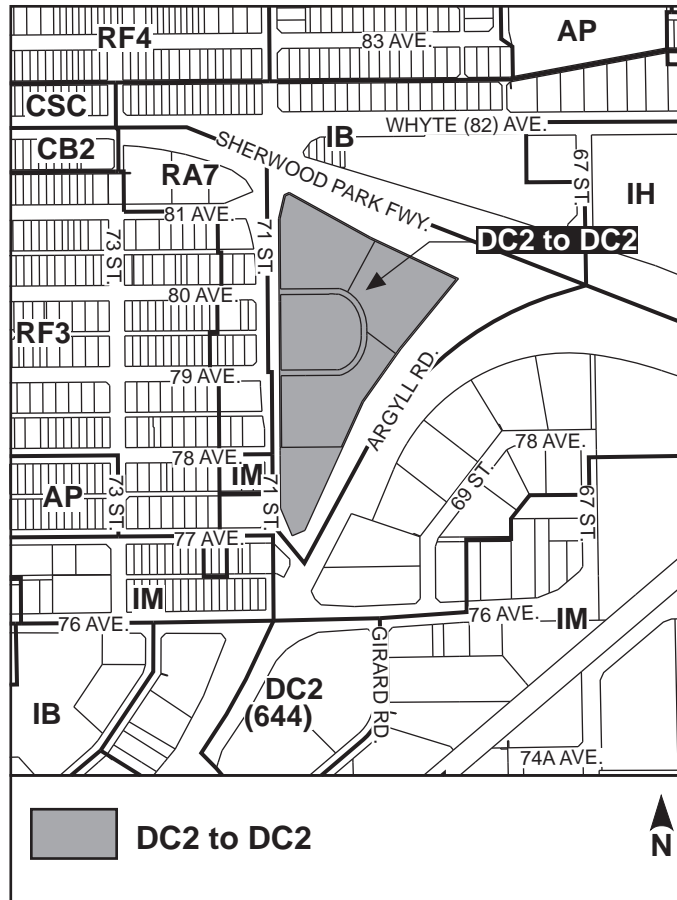 RF4
83 AVE.
AP
CSC
WHYTE (82) AVE.
CB2
SHERWOOD PARK FWY.
IB
RA7
67 ST.
IH
81 AVE.
73 ST.
71 ST.
DC2 to DC2
80 AVE.
RF3
79 AVE.
ARGYLL RD.
78 AVE.
78 AVE.
IM
69 ST.
67 ST.
AP
73 ST.
71 ST.
77 AVE.
IM
76 AVE.
76 AVE.
IM
GIRARD RD.
DC2
(644)
IB
74A AVE.
DC2 to DC2
N